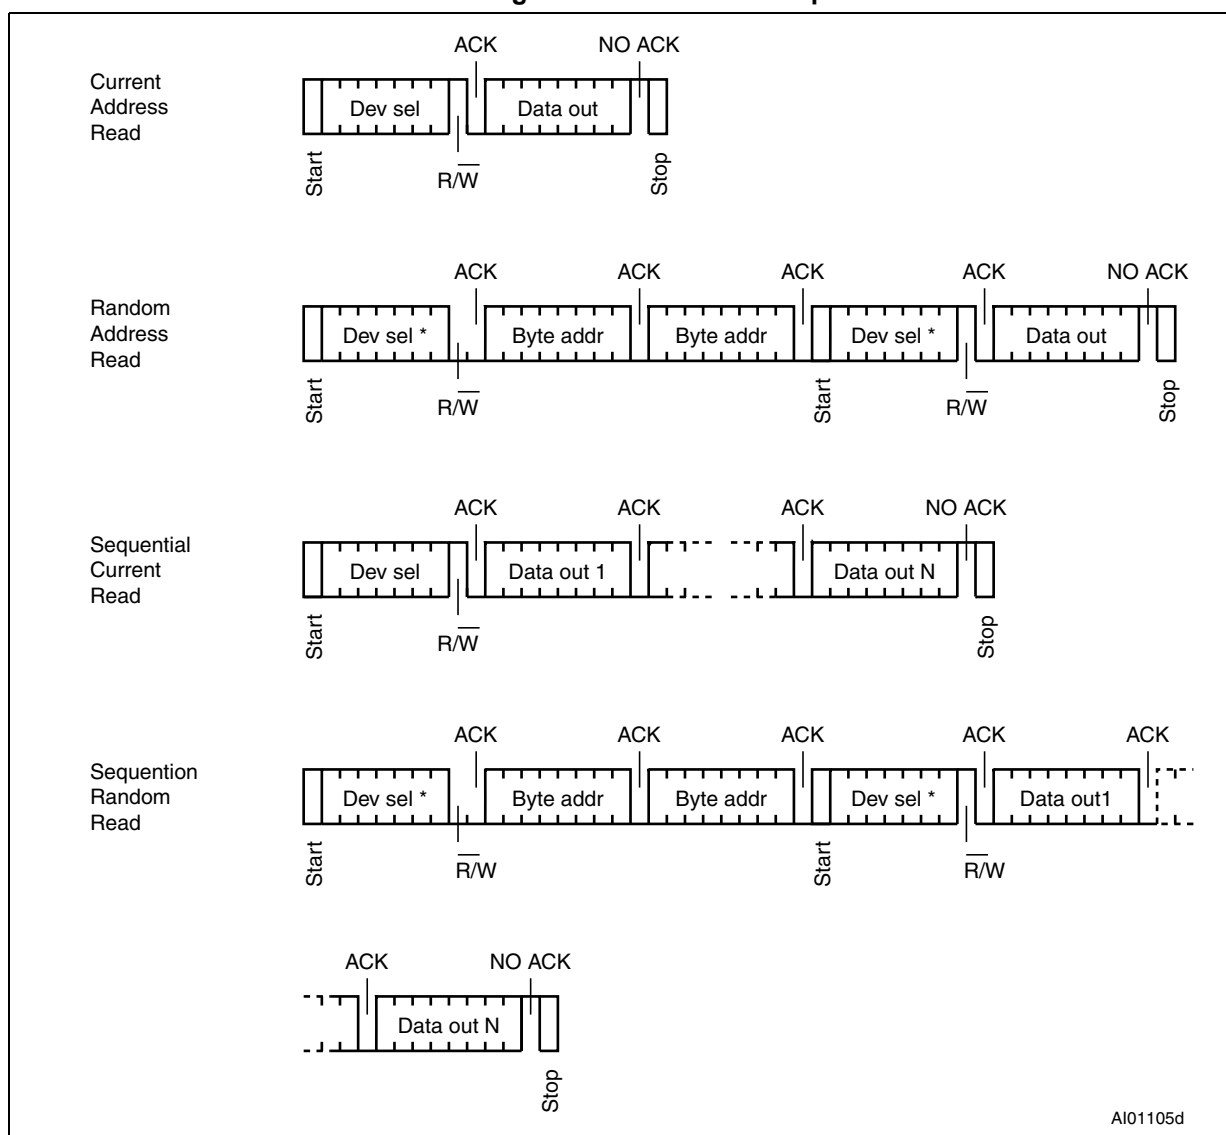 Current
Address
Read
ACK
NO ACK
Dev sel
Data out
Start
R/W̅
Stop
Random
Address
Read
ACK
ACK
ACK
ACK
NO ACK
Dev sel *
Byte addr
Byte addr
Dev sel *
Data out
Start
R/W̅
Start
R/W̅
Stop
Sequential
Current
Read
ACK
ACK
ACK
NO ACK
Dev sel
Data out 1
Data out N
Start
R/W̅
Stop
Sequention
Random
Read
ACK
ACK
ACK
ACK
ACK
Dev sel *
Byte addr
Byte addr
Dev sel *
Data out1
Start
R̅/W
Start
R̅/W
ACK
NO ACK
Data out N
Stop
AI01105d